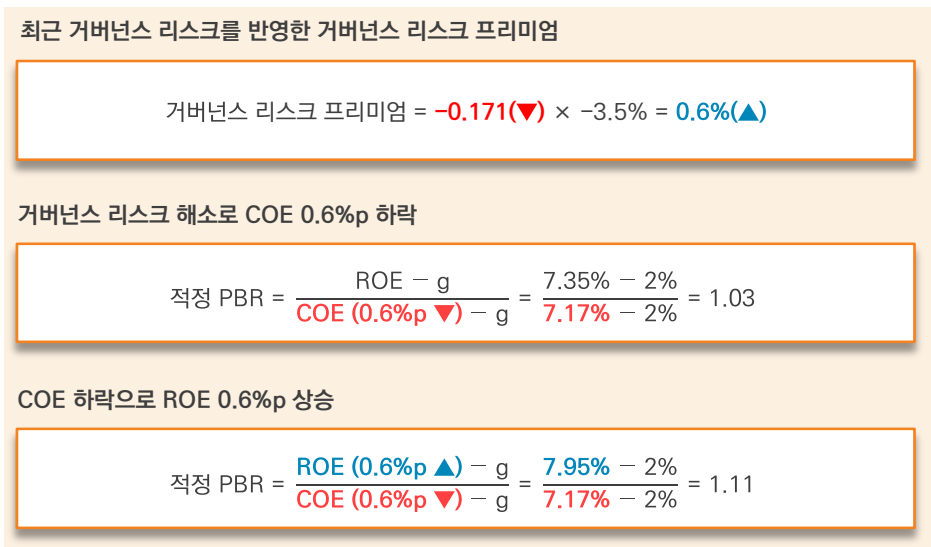 최근 거버넌스 리스크를 반영한 거버넌스 리스크 프리미엄
거버넌스 리스크 프리미엄 = −0.171(▼) × −3.5% = 0.6%(▲)
거버넌스 리스크 해소로 COE 0.6%p 하락
ROE − g
7.35% − 2%
적정 PBR = = = 1.03
COE (0.6%p ▼) − g
7.17% − 2%
COE 하락으로 ROE 0.6%p 상승
ROE (0.6%p ▲) − g
7.95% − 2%
적정 PBR = = = 1.11
COE (0.6%p ▼) − g
7.17% − 2%